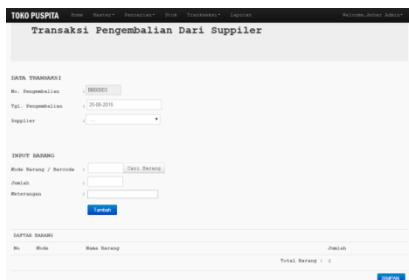 TOKO PUSPITA Home Master Pencarian Stok Transaksi Laporan Welcome, Admin
Transaksi Pengembalian Dari Suppiler
DATA TRANSAKSI
No. Pengembalian :
Tgl. Pengembalian : 25-08-2016
Supplier : ...
INPUT BARANG
Kode Barang / Barcode : Cari Barang
Jumlah :
Keterangan :
Tambah
DAFTAR BARANG
No Kode Nama Barang Jumlah
Total Barang : 0
SIMPAN